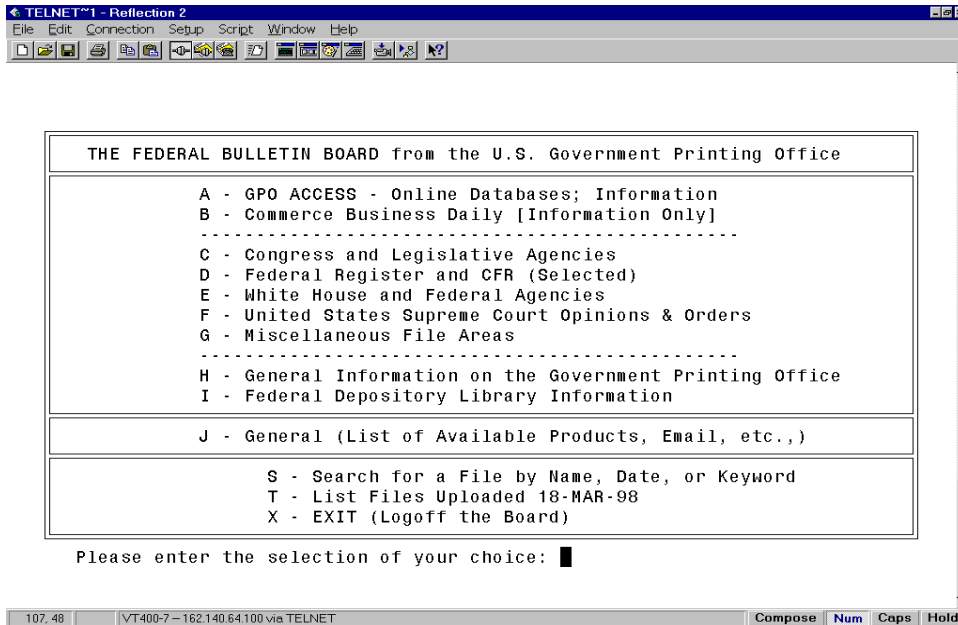 TELNET~1 - Reflection 2
File Edit Connection Setup Script Window Help
THE FEDERAL BULLETIN BOARD from the U.S. Government Printing Office
A - GPO ACCESS - Online Databases; Information
B - Commerce Business Daily [Information Only]
- - - - - - - - - - - - - - - - - - - - - - - - - - - - - - - - - - - - - - - - - - - - - - - -
C - Congress and Legislative Agencies
D - Federal Register and CFR (Selected)
E - White House and Federal Agencies
F - United States Supreme Court Opinions & Orders
G - Miscellaneous File Areas
- - - - - - - - - - - - - - - - - - - - - - - - - - - - - - - - - - - - - - - - - - - - - - - -
H - General Information on the Government Printing Office
I - Federal Depository Library Information
J - General (List of Available Products, Email, etc.,)
S - Search for a File by Name, Date, or Keyword
T - List Files Uploaded 18-MAR-98
X - EXIT (Logoff the Board)
Please enter the selection of your choice:
107, 48 VT400-7 – 162.140.64.100 via TELNET Compose Num Caps Hold